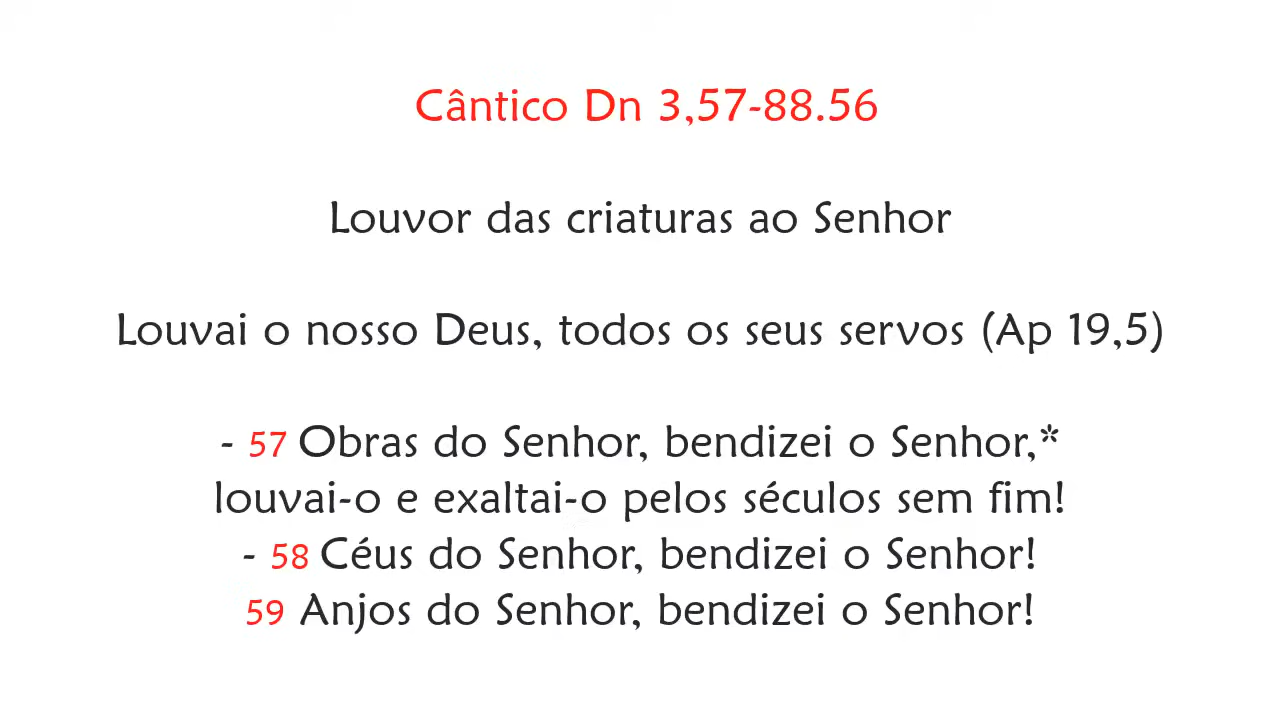 Cântico Dn 3,57-88.56
Louvor das criaturas ao Senhor
Louvai o nosso Deus, todos os seus servos (Ap 19,5)
- 57 Obras do Senhor, bendizei o Senhor,*
louvai-o e exaltai-o pelos séculos sem fim!
- 58 Céus do Senhor, bendizei o Senhor!
59 Anjos do Senhor, bendizei o Senhor!